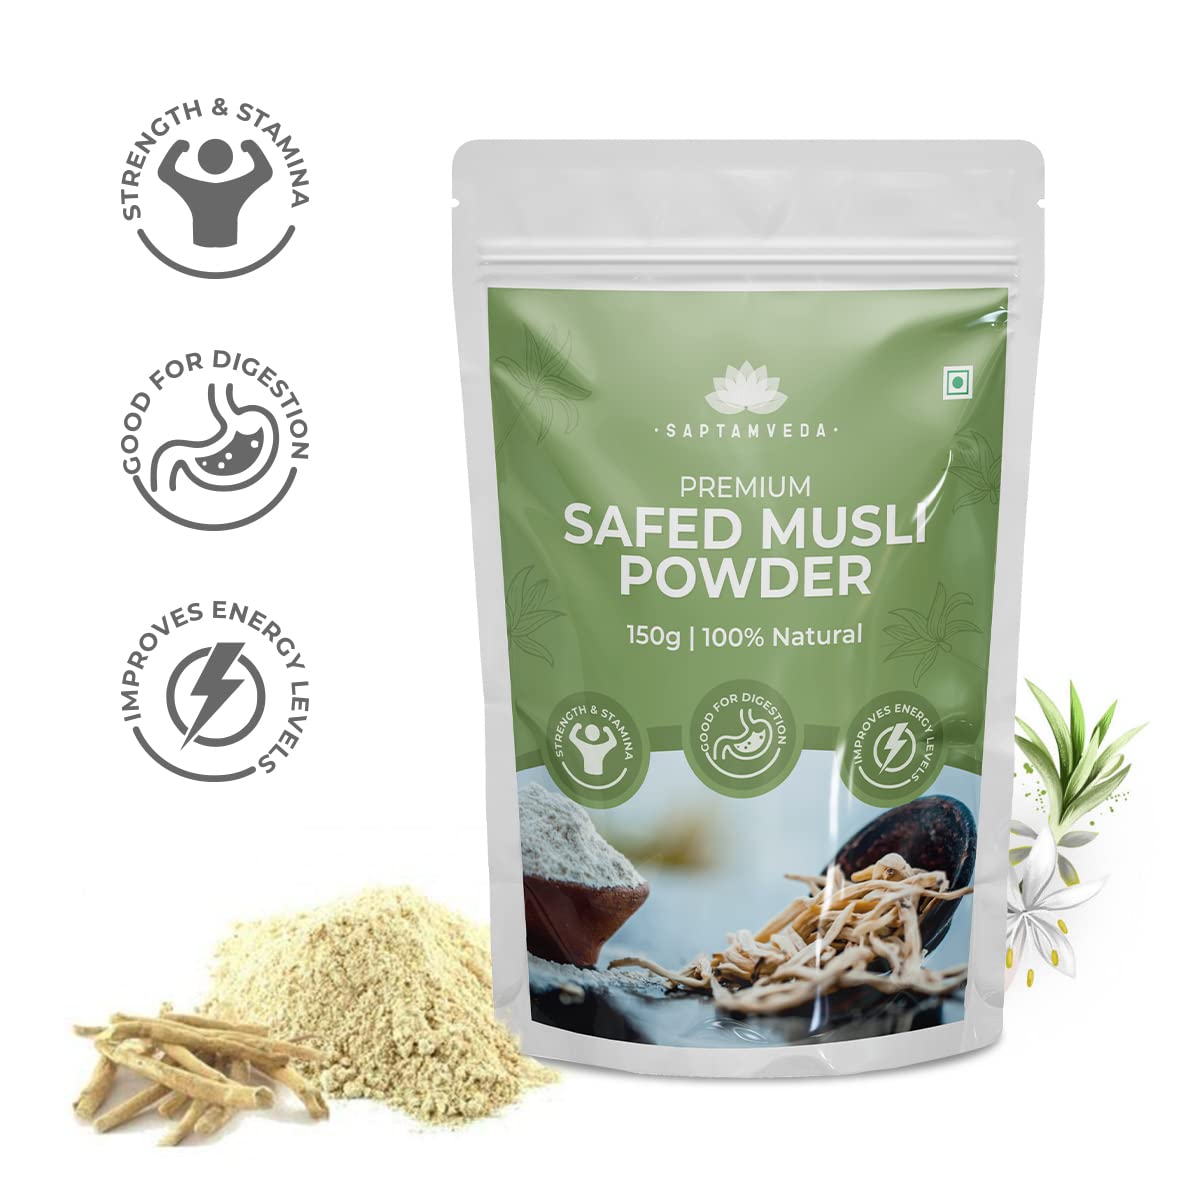 STRENGTH & STAMINA
GOOD FOR DIGESTION
IMPROVES ENERGY LEVELS
· SAPTAMVEDA ·
PREMIUM
SAFED MUSLI
POWDER
150g | 100% Natural
STRENGTH & STAMINA
GOOD FOR DIGESTION
IMPROVES ENERGY LEVELS